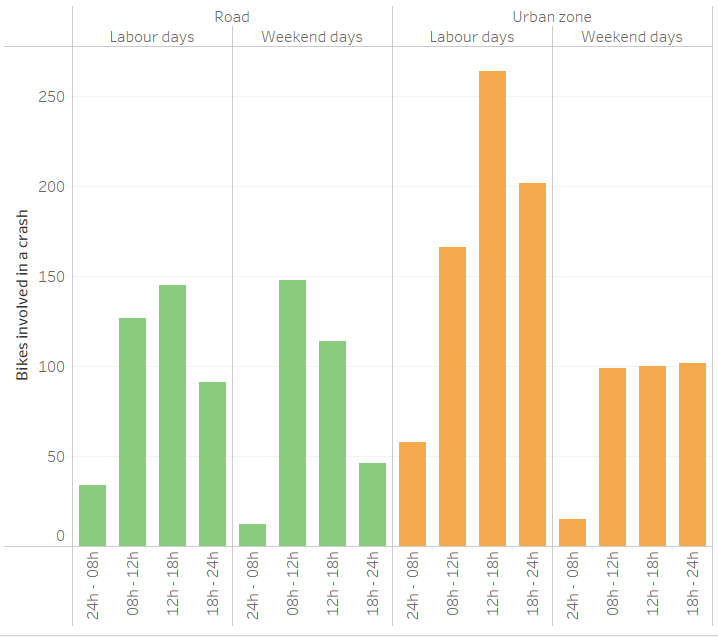 Road Urban zone
Labour days Weekend days Labour days Weekend days
Bikes involved in a crash
250
200
150
100
50
0
24h - 08h
08h - 12h
12h - 18h
18h - 24h
24h - 08h
08h - 12h
12h - 18h
18h - 24h
24h - 08h
08h - 12h
12h - 18h
18h - 24h
24h - 08h
08h - 12h
12h - 18h
18h - 24h